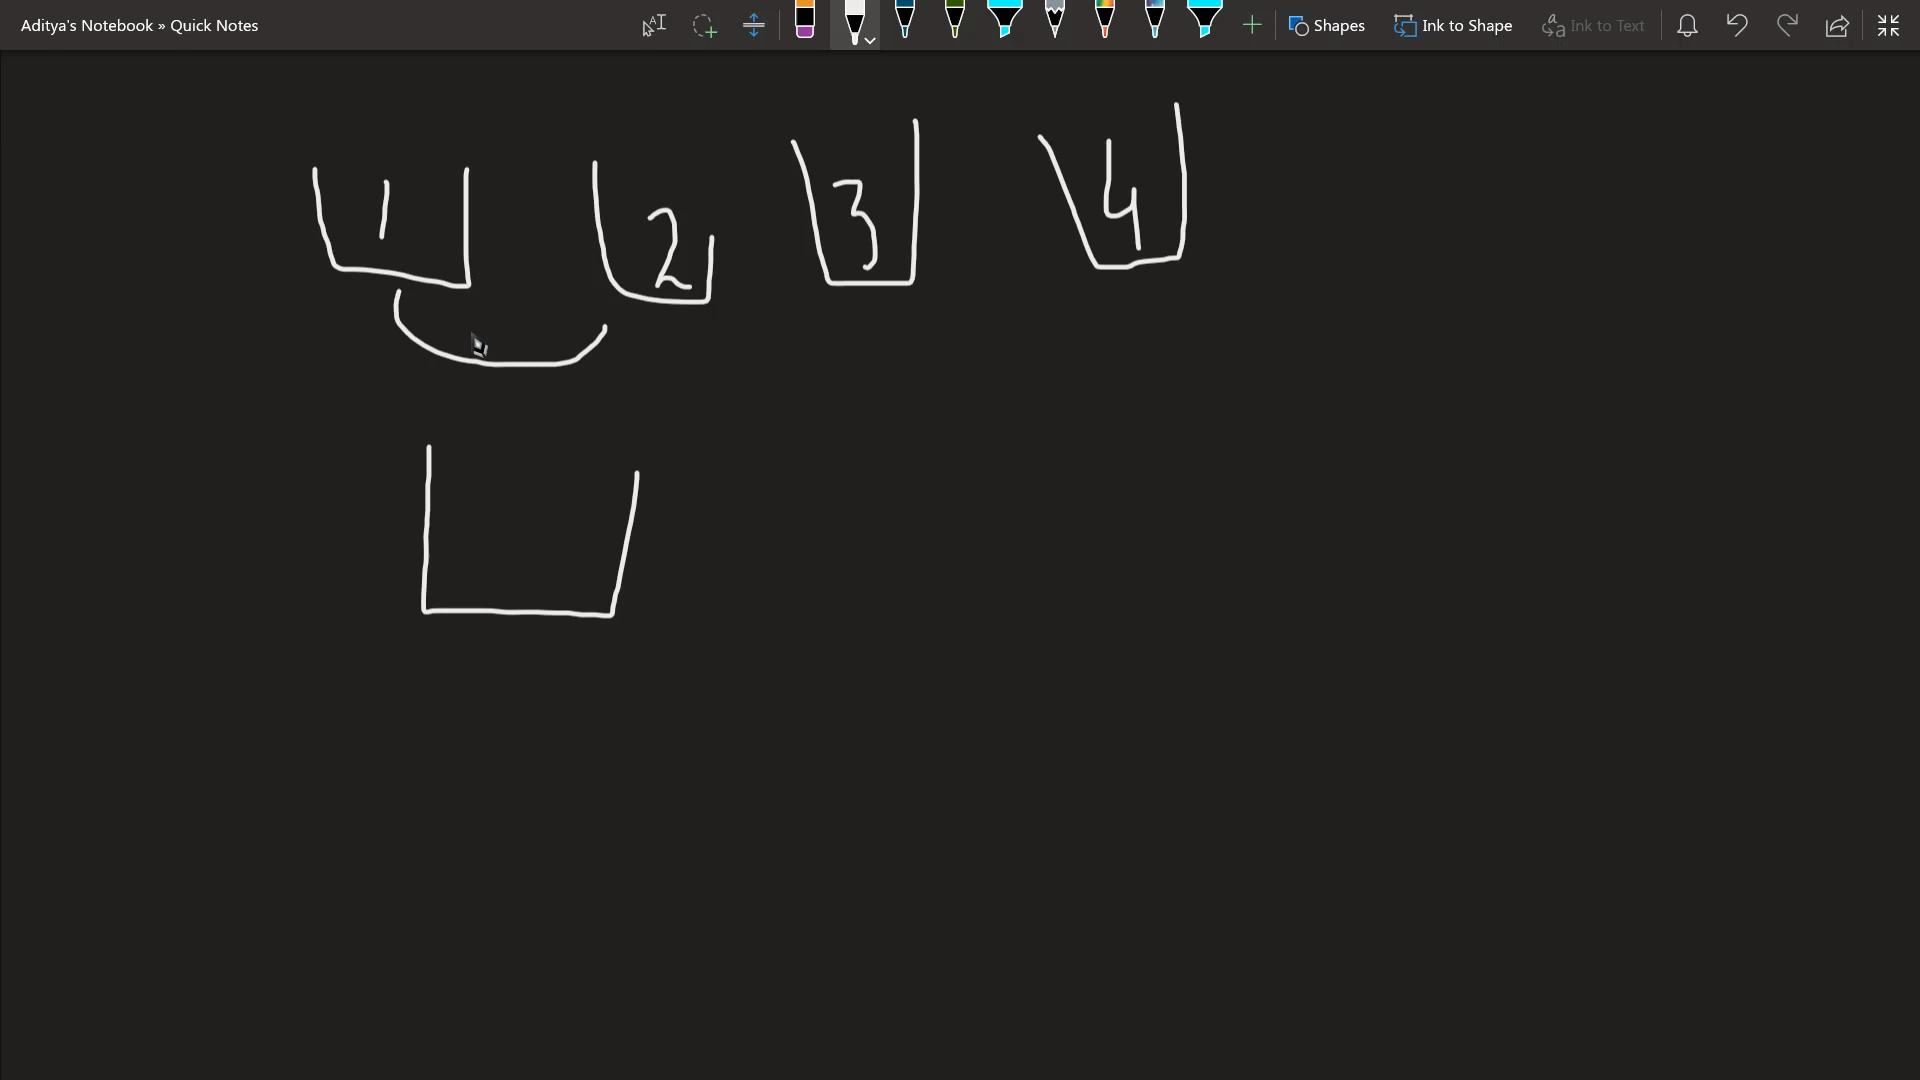 Aditya's Notebook » Quick Notes
Shapes
Ink to Shape
Ink to Text
1 2 3 4